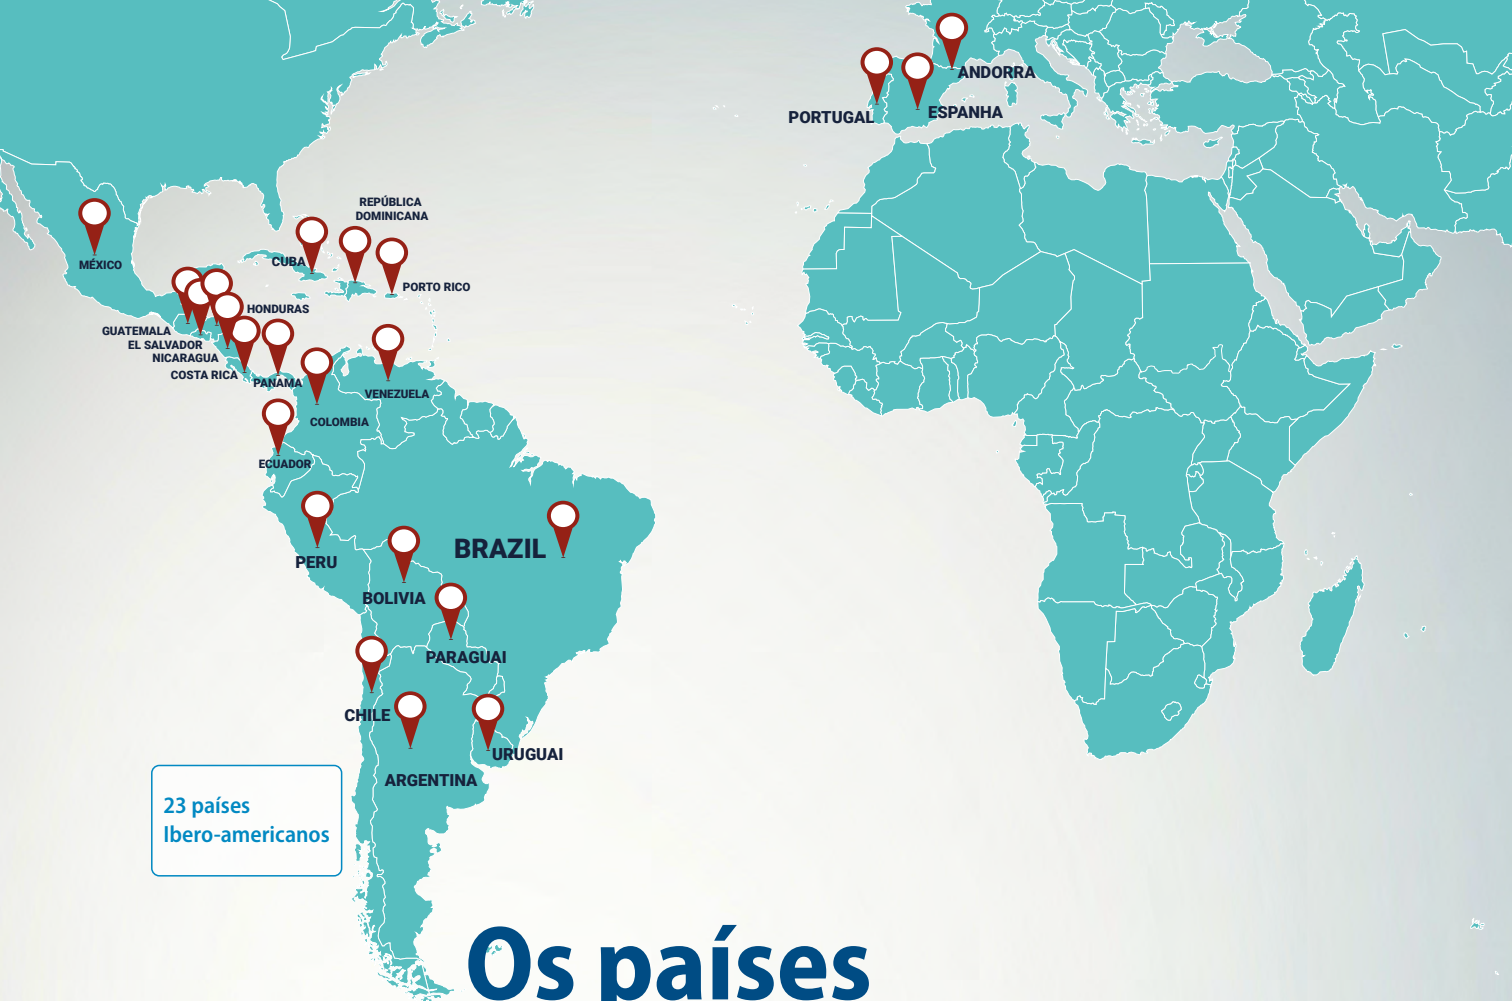 ANDORRA
PORTUGAL
ESPANHA
REPÚBLICA
DOMINICANA
MÉXICO
CUBA
PORTO RICO
HONDURAS
GUATEMALA
EL SALVADOR
NICARAGUA
COSTA RICA
PANAMA
VENEZUELA
COLOMBIA
ECUADOR
BRAZIL
PERU
BOLIVIA
PARAGUAI
CHILE
URUGUAI
ARGENTINA
23 países
Ibero-americanos
Os países